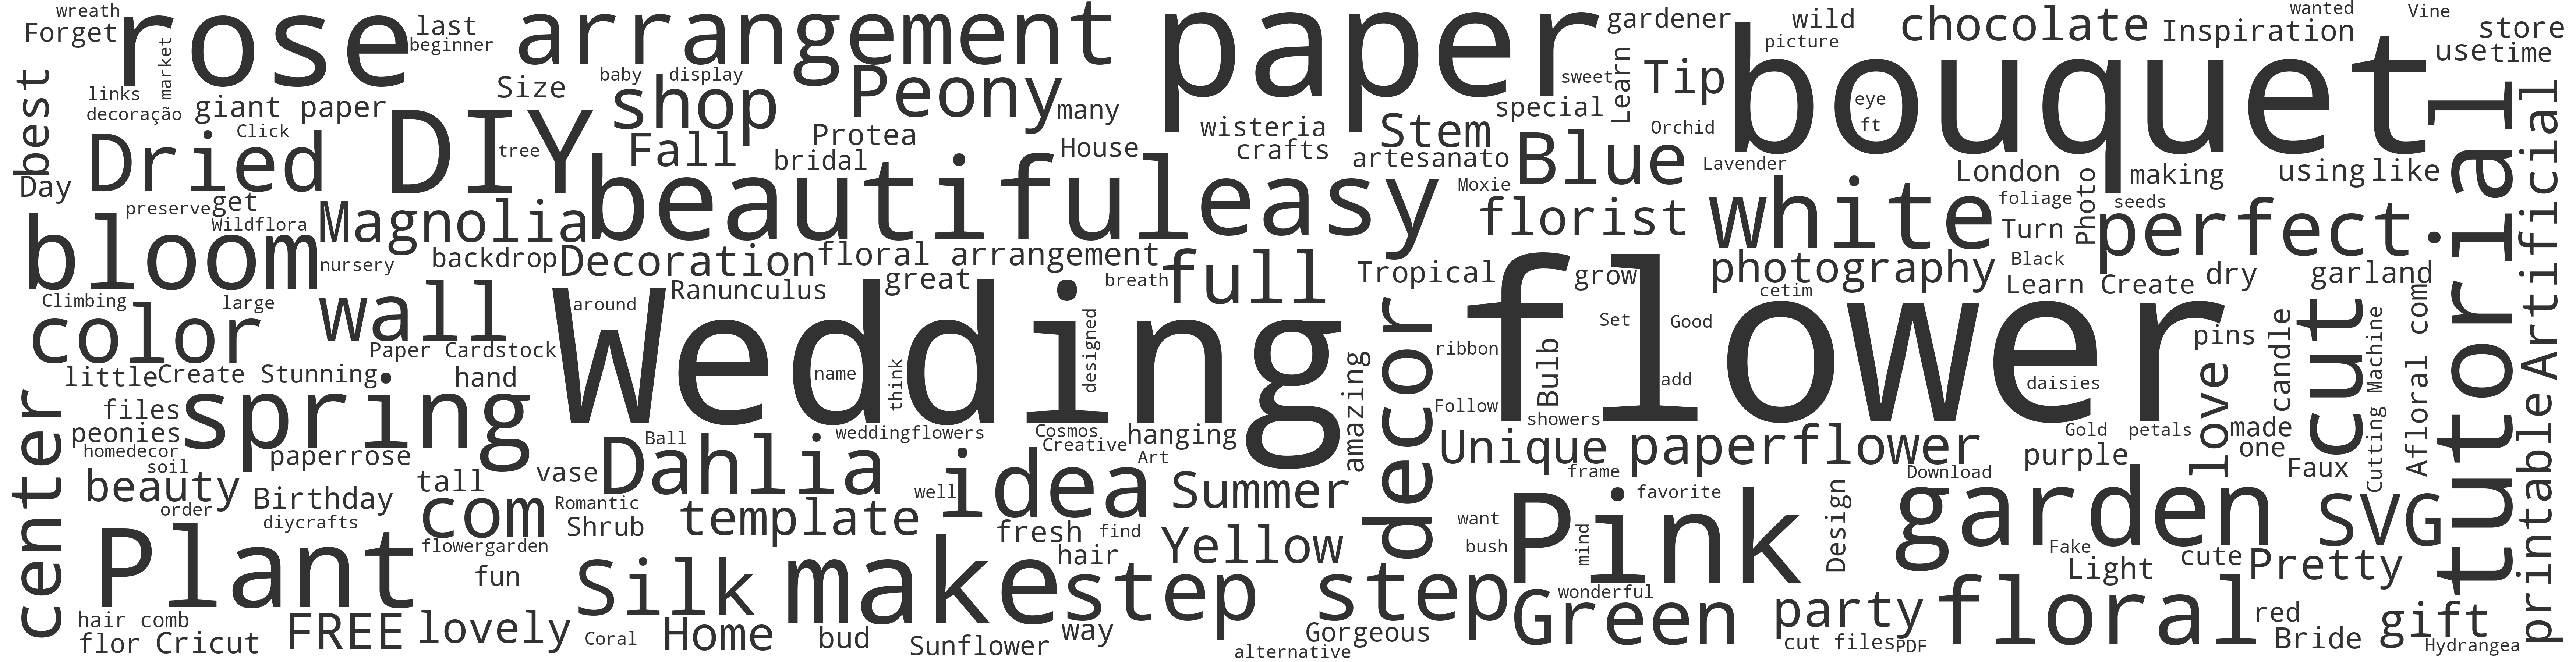 wreath
Forget
rose
last
beginner
market
arrangement
paper
gardener
wild
picture
chocolate
Inspiration
wanted
Vine
store
use
time
best
links
decoração
giant paper
Click
Size
baby
display
shop
Peony
many
sweet
special
Learn
Tip
bouquet
eye
ft
Orchid
Dried
DIY
tree
Fall
Protea
bridal
House
wisteria
crafts
Stem
artesanato
Blue
Lavender
London
making
using
like
tutorial
Artificial
Day
preserve
get
Wildflora
beautiful
easy
Moxie
florist
white
foliage
Photo
seeds
Turn
perfect
bloom
Magnolia
nursery
backdrop
Decoration
floral arrangement
great
Ranunculus
breath
full
Tropical
grow
photography
cetim
Black
Learn Create
dry
garland
Climbing
large
color
wall
Wedding
around
designed
name
think
flower
Set
Good
ribbon
add
daisies
pins
candle
cut
Cutting Machine
Afloral com
Paper Cardstock
little
Create Stunning
hand
amazing
decor
Bulb
Follow
showers
love
files
spring
peonies
homedecor
soil
paperrose
center
beauty
order
Birthday
diycrafts
tall
com
vase
Dahlia
Ball
weddingflowers
Cosmos
Creative
hanging
Art
Romantic
Shrub
well
idea
Summer
Unique
paperflower
frame
favorite
Download
Gold
petals
purple
made
one
Faux
SVG
printable
template
fresh
find
hair
Yellow
want
bush
Pink
mind
Design
garden
Fake
Light
cute
Pretty
Plant
flowergarden
fun
Silk
make
step step
wonderful
Green
party
floral
red
Bride
gift
Hydrangea
hair comb
flor
Cricut
FREE
lovely
Coral
Home
bud
Sunflower
way
alternative
Gorgeous
cut files
PDF